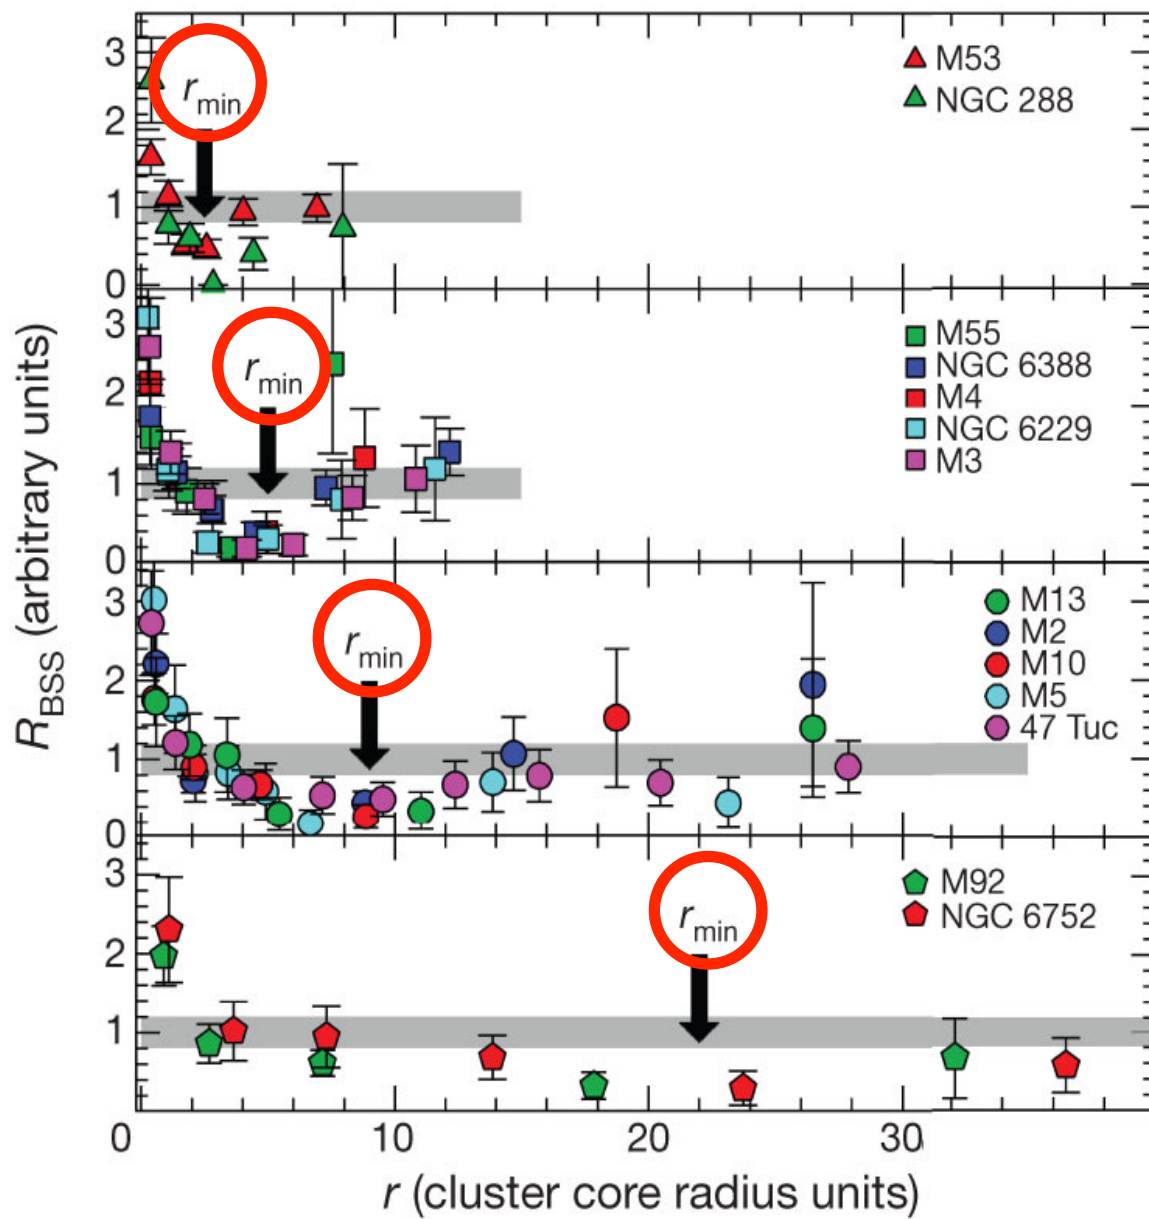 3
2
1
0
r min
M53
NGC 288
3
2
1
0
r min
M55
NGC 6388
M4
NGC 6229
M3
3
2
1
0
r min
M13
M2
M10
M5
47 Tuc
3
2
1
r min
M92
NGC 6752
0
10
20
30
R BSS (arbitrary units)
r (cluster core radius units)